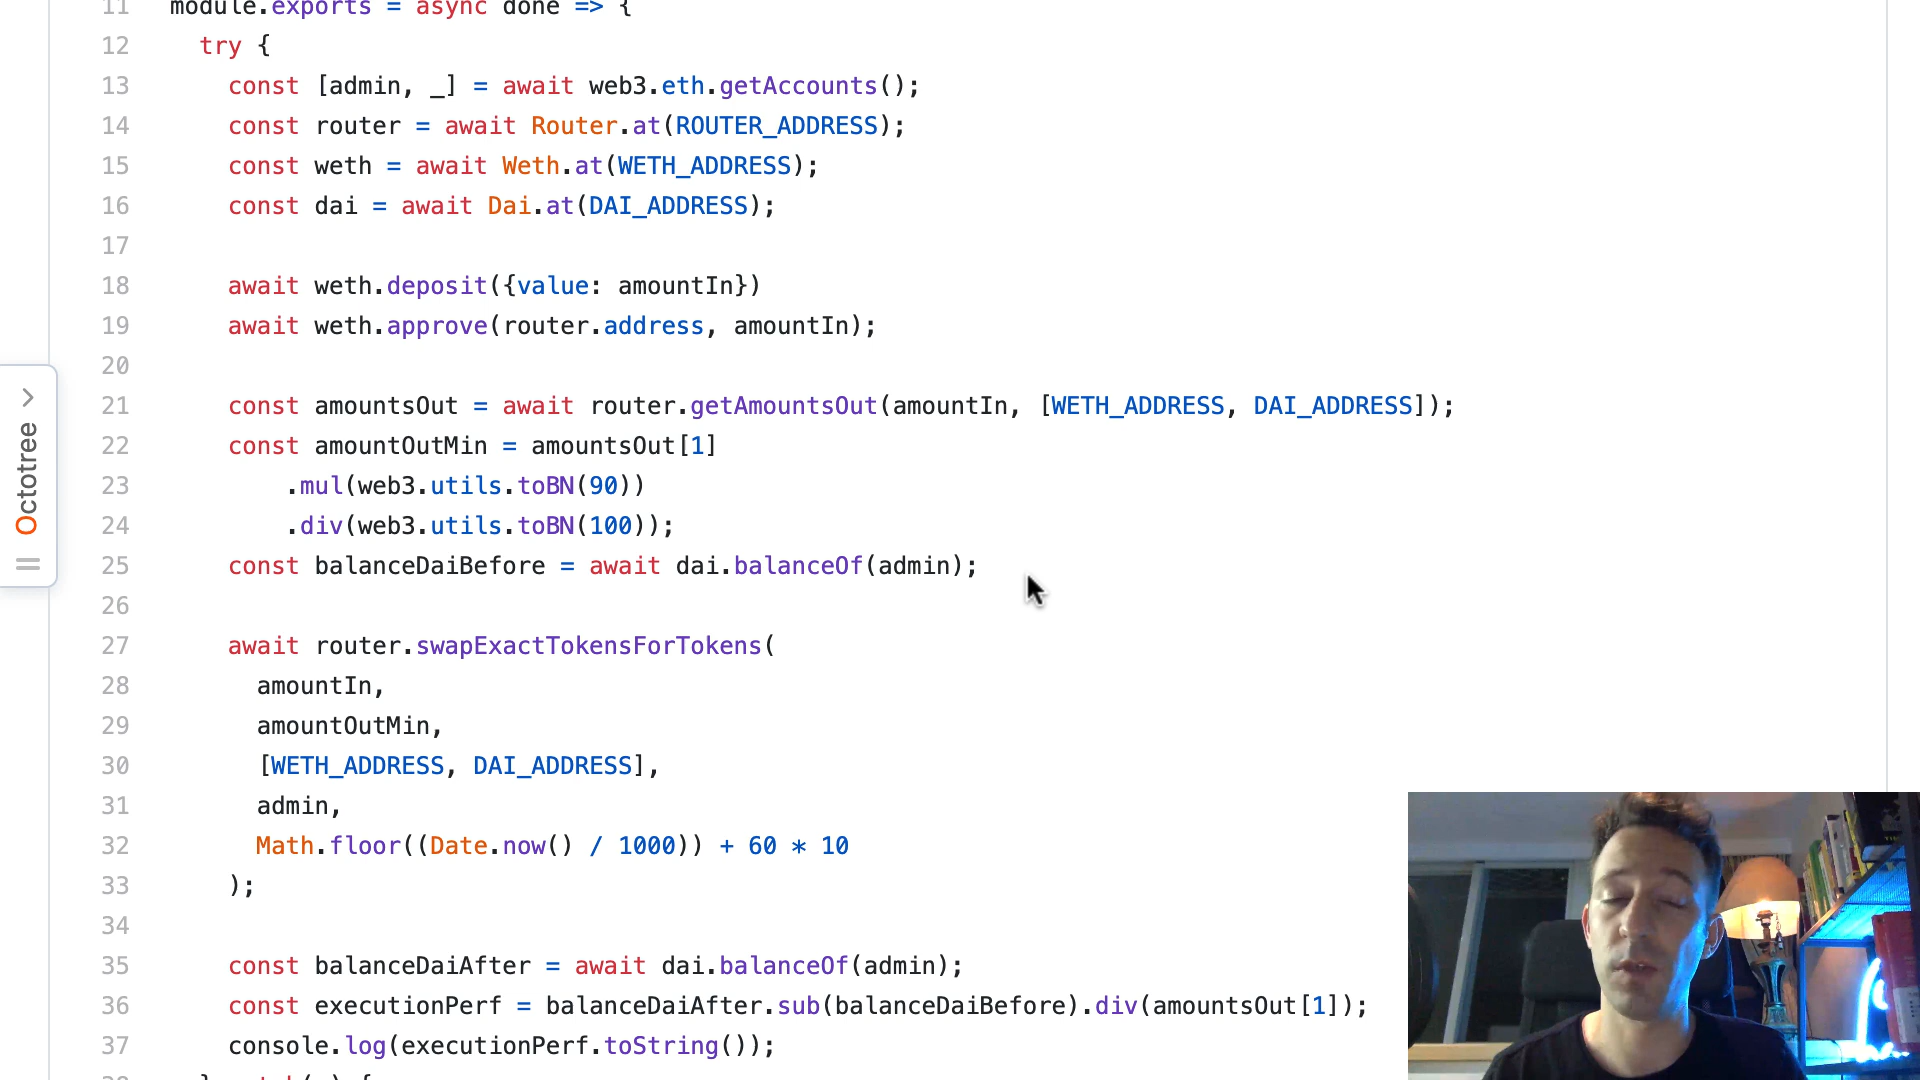 11 module.exports = async done => {
12 try {
13 const [admin, _] = await web3.eth.getAccounts();
14 const router = await Router.at(ROUTER_ADDRESS);
15 const weth = await Weth.at(WETH_ADDRESS);
16 const dai = await Dai.at(DAI_ADDRESS);
17
18 await weth.deposit({value: amountIn})
19 await weth.approve(router.address, amountIn);
20
21 const amountsOut = await router.getAmountsOut(amountIn, [WETH_ADDRESS, DAI_ADDRESS]);
22 const amountOutMin = amountsOut[1]
23 .mul(web3.utils.toBN(90))
24 .div(web3.utils.toBN(100));
25 const balanceDaiBefore = await dai.balanceOf(admin);
26
27 await router.swapExactTokensForTokens(
28 amountIn,
29 amountOutMin,
30 [WETH_ADDRESS, DAI_ADDRESS],
31 admin,
32 Math.floor((Date.now() / 1000)) + 60 * 10
33 );
34
35 const balanceDaiAfter = await dai.balanceOf(admin);
36 const executionPerf = balanceDaiAfter.sub(balanceDaiBefore).div(amountsOut[1]);
37 console.log(executionPerf.toString());
Octotree